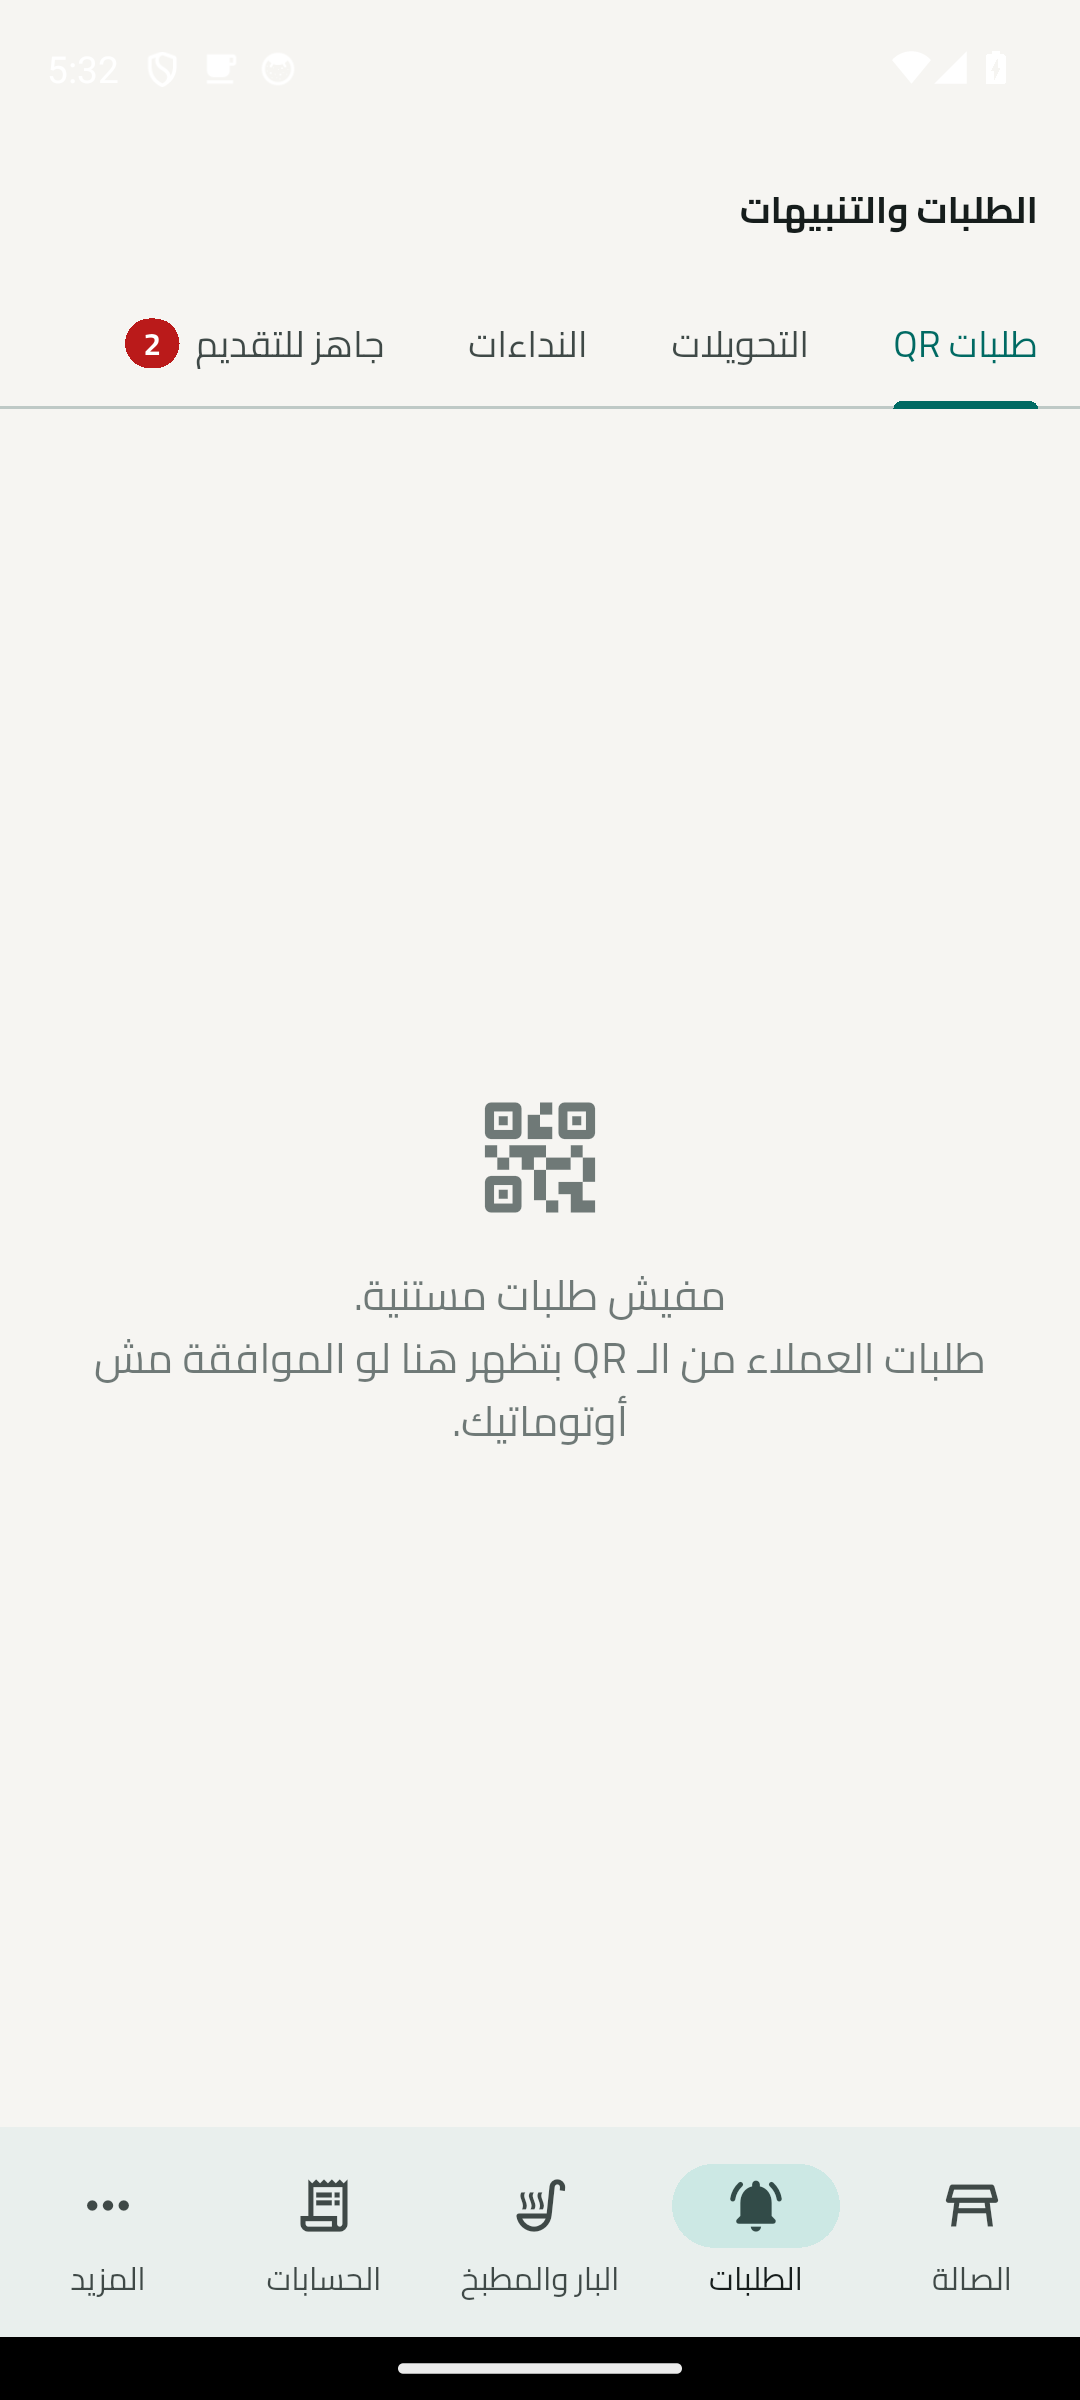 5:32
الطلبات والتنبيهات
طلبات QR
التحويلات
النداءات
جاهز للتقديم 2
مفيش طلبات مستنية.
طلبات العملاء من الـ QR بتظهر هنا لو الموافقة مش
أوتوماتيك.
الصالة
الطلبات
البار والمطبخ
الحسابات
المزيد